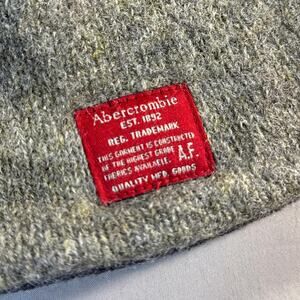 Abercrombie
EST. 1892
REG. TRADEMARK
THIS GARMENT IS CONSTRUCTED
OF THE HIGHEST GRADE
FABRICS AVAILABLE. A.F.
QUALITY MFD. GOODS